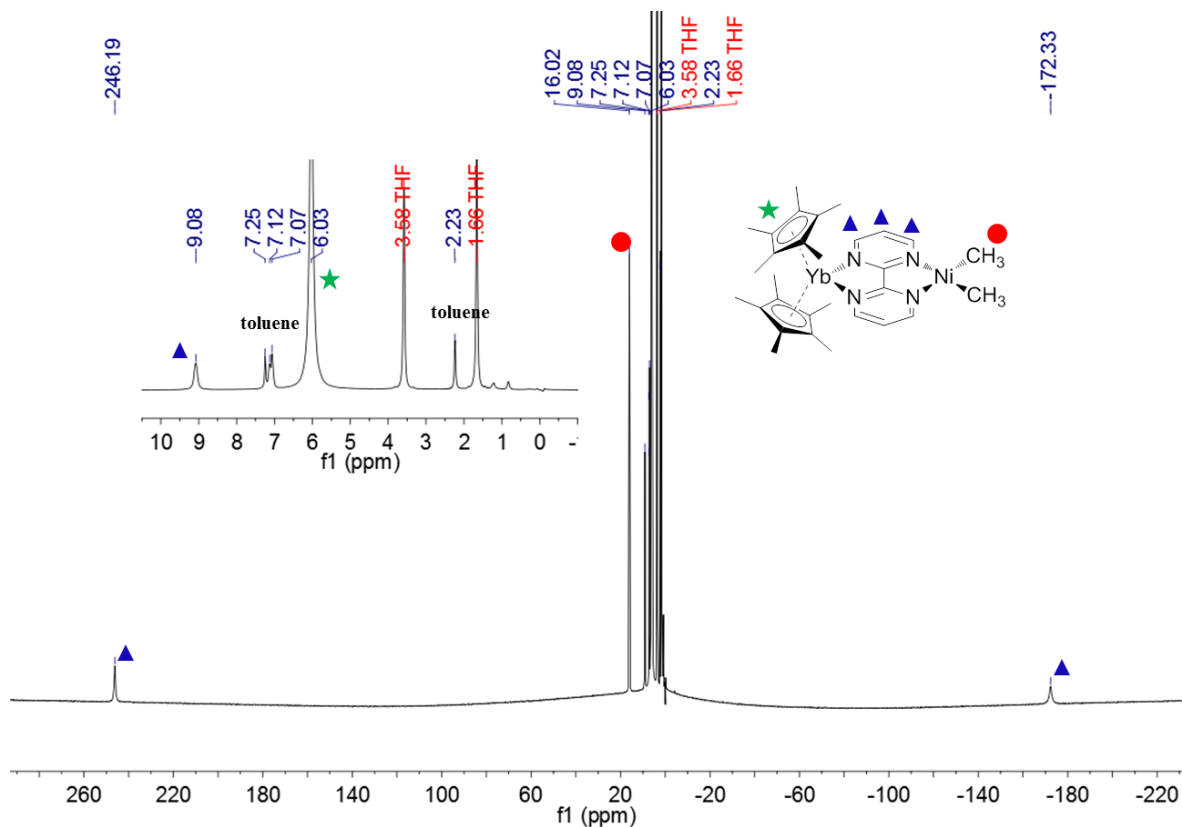 246.19
16.02
9.08
7.25
7.12
7.07
6.03
3.58 THF
2.23
1.66 THF
-172.33
9.08
7.25
7.12
7.07
6.03
3.58 THF
2.23
1.66 THF
toluene
toluene
10 9 8 7 6 5 4 3 2 1 0 -1
f1 (ppm)
Yb
N
N
N
N
Ni
CH3
CH3
260 220 180 140 100 60 20 -20 -60 -100 -140 -180 -220
f1 (ppm)